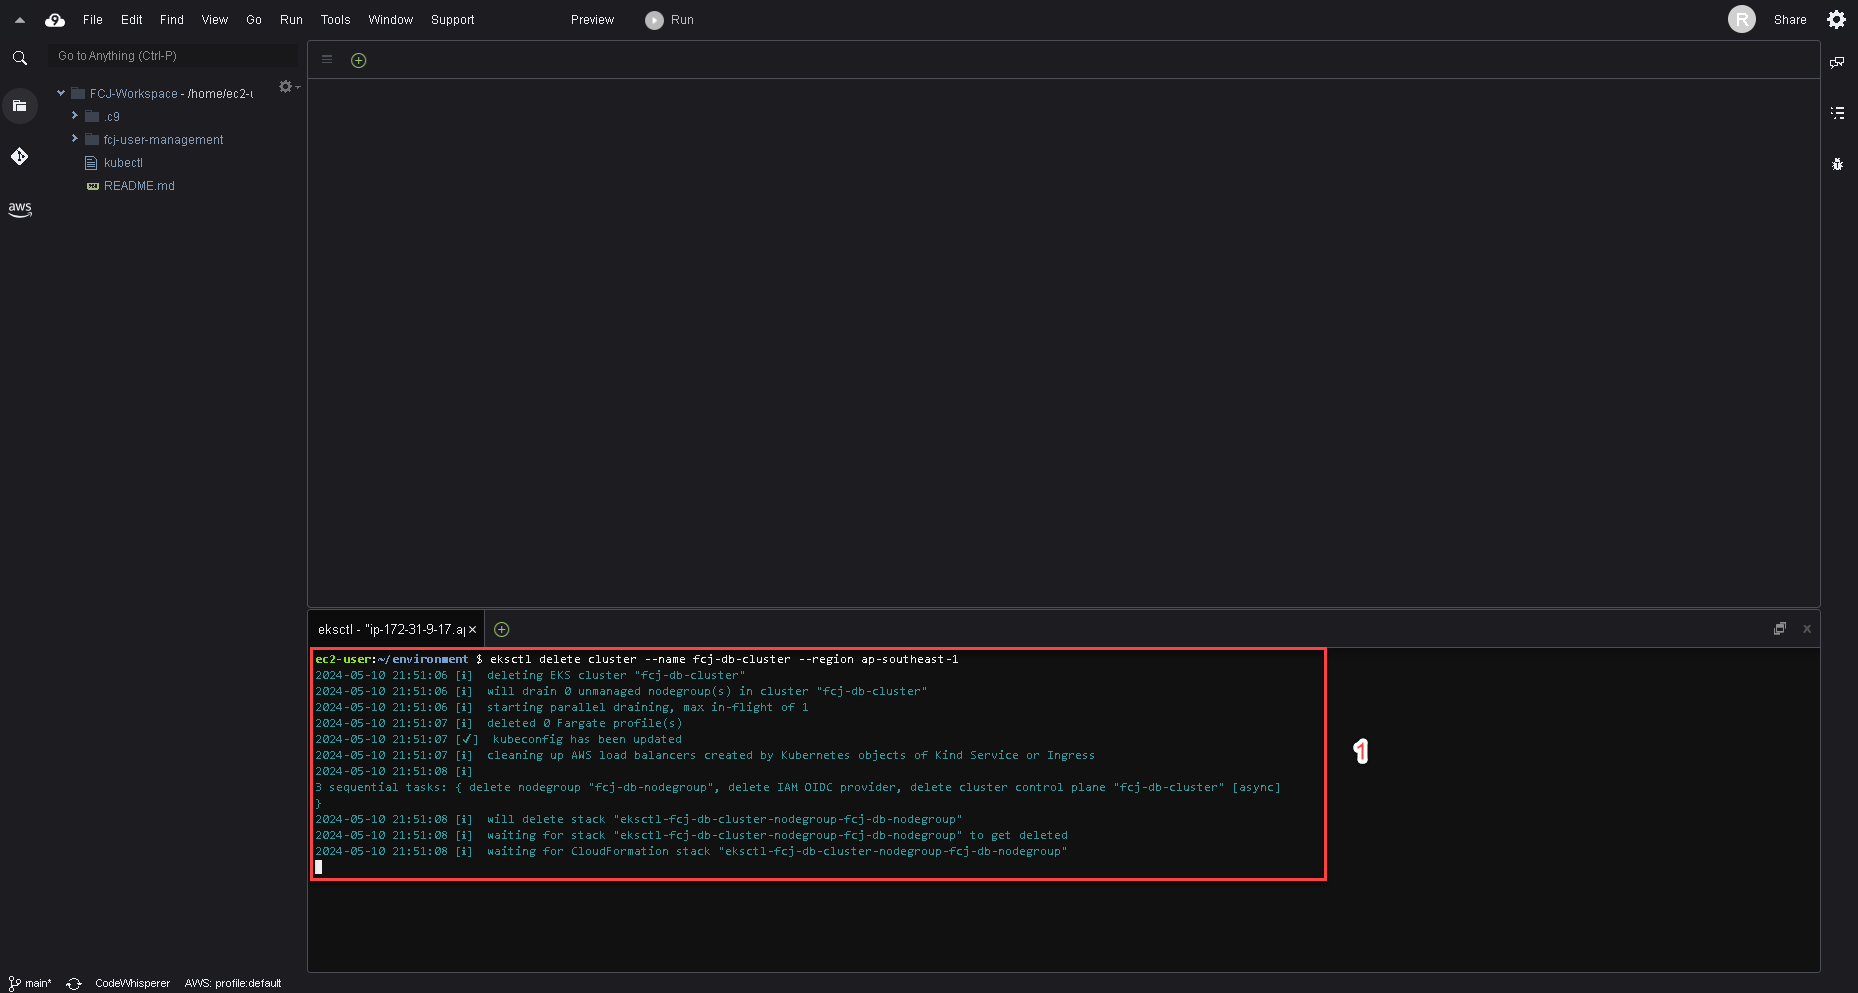 File Edit Find View Go Run Tools Window Support Preview Run R Share
Go to Anything (Ctrl-P)
FCJ-Workspace - /home/ec2-u
.c9
fcj-user-management
kubectl
README.md
aws
eksctl - "ip-172-31-9-17.ap
ec2-user:~/environment $ eksctl delete cluster --name fcj-db-cluster --region ap-southeast-1
2024-05-10 21:51:06 [ℹ]  deleting EKS cluster "fcj-db-cluster"
2024-05-10 21:51:06 [ℹ]  will drain 0 unmanaged nodegroup(s) in cluster "fcj-db-cluster"
2024-05-10 21:51:06 [ℹ]  starting parallel draining, max in-flight of 1
2024-05-10 21:51:07 [ℹ]  deleted 0 Fargate profile(s)
2024-05-10 21:51:07 [✔]  kubeconfig has been updated
2024-05-10 21:51:07 [ℹ]  cleaning up AWS load balancers created by Kubernetes objects of Kind Service or Ingress
2024-05-10 21:51:08 [ℹ]
3 sequential tasks: { delete nodegroup "fcj-db-nodegroup", delete IAM OIDC provider, delete cluster control plane "fcj-db-cluster" [async]
}
2024-05-10 21:51:08 [ℹ]  will delete stack "eksctl-fcj-db-cluster-nodegroup-fcj-db-nodegroup"
2024-05-10 21:51:08 [ℹ]  waiting for stack "eksctl-fcj-db-cluster-nodegroup-fcj-db-nodegroup" to get deleted
2024-05-10 21:51:08 [ℹ]  waiting for CloudFormation stack "eksctl-fcj-db-cluster-nodegroup-fcj-db-nodegroup"
1
main* CodeWhisperer AWS: profile:default